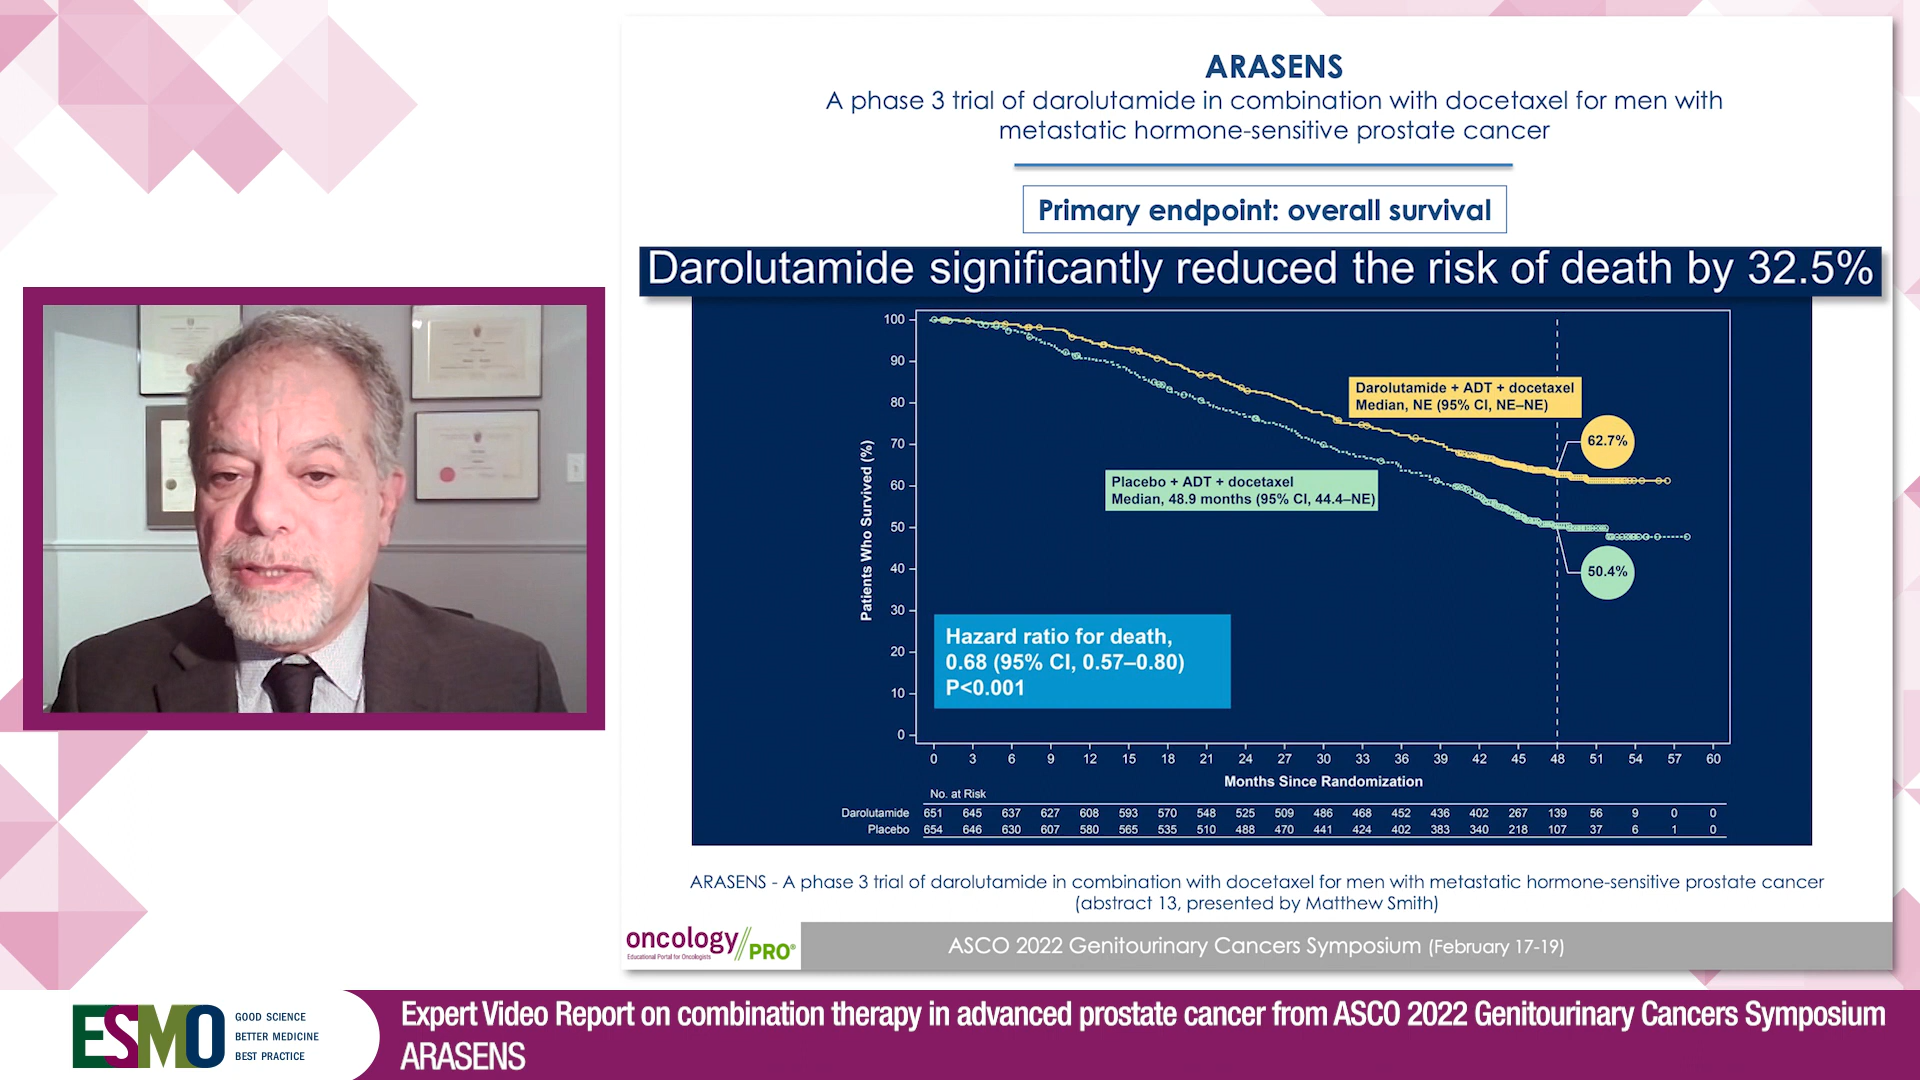 ARASENS
A phase 3 trial of darolutamide in combination with docetaxel for men with
metastatic hormone-sensitive prostate cancer
Primary endpoint: overall survival
Darolutamide significantly reduced the risk of death by 32.5%
Patients Who Survived (%)
100
90
80
70
60
50
40
30
20
10
0
Darolutamide + ADT + docetaxel
Median, NE (95% CI, NE–NE)
62.7%
Placebo + ADT + docetaxel
Median, 48.9 months (95% CI, 44.4–NE)
50.4%
Hazard ratio for death,
0.68 (95% CI, 0.57–0.80)
P<0.001
0 3 6 9 12 15 18 21 24 27 30 33 36 39 42 45 48 51 54 57 60
Months Since Randomization
No. at Risk
Darolutamide 651 645 637 627 608 593 570 548 525 509 486 468 452 436 402 267 139 56 9 0 0
Placebo 654 646 630 607 580 565 535 510 488 470 441 424 402 383 340 218 107 37 6 1 0
ARASENS - A phase 3 trial of darolutamide in combination with docetaxel for men with metastatic hormone-sensitive prostate cancer
(abstract 13, presented by Matthew Smith)
oncology//PRO®
Educational Portal for Oncologists
ASCO 2022 Genitourinary Cancers Symposium (February 17-19)
ESMO
GOOD SCIENCE
BETTER MEDICINE
BEST PRACTICE
Expert Video Report on combination therapy in advanced prostate cancer from ASCO 2022 Genitourinary Cancers Symposium
ARASENS